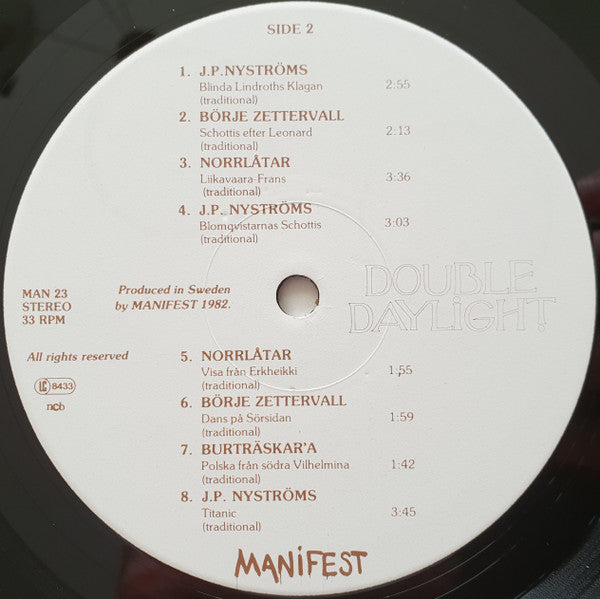 SIDE 2
1. J.P.NYSTRÖMS
Blinda Lindroths Klagan 2:55
(traditional)
2. BÖRJE ZETTERVALL
Schottis efter Leonard 2:13
(traditional)
3. NORRLÅTAR
Liikavaara-Frans 3:36
(traditional)
4. J.P. NYSTRÖMS
Blomqvistarnas Schottis 3:03
(traditional)
MAN 23
STEREO
33 RPM
Produced in Sweden
by MANIFEST 1982.
DOUBLE
DAYLiGHT
All rights reserved
LC 8433
ncb
5. NORRLÅTAR
Visa från Erkheikki 1:55
(traditional)
6. BÖRJE ZETTERVALL
Dans på Sörsidan 1:59
(traditional)
7. BURTRÄSKAR'A
Polska från södra Vilhelmina 1:42
(traditional)
8. J.P. NYSTRÖMS
Titanic 3:45
(traditional)
MANiFEST